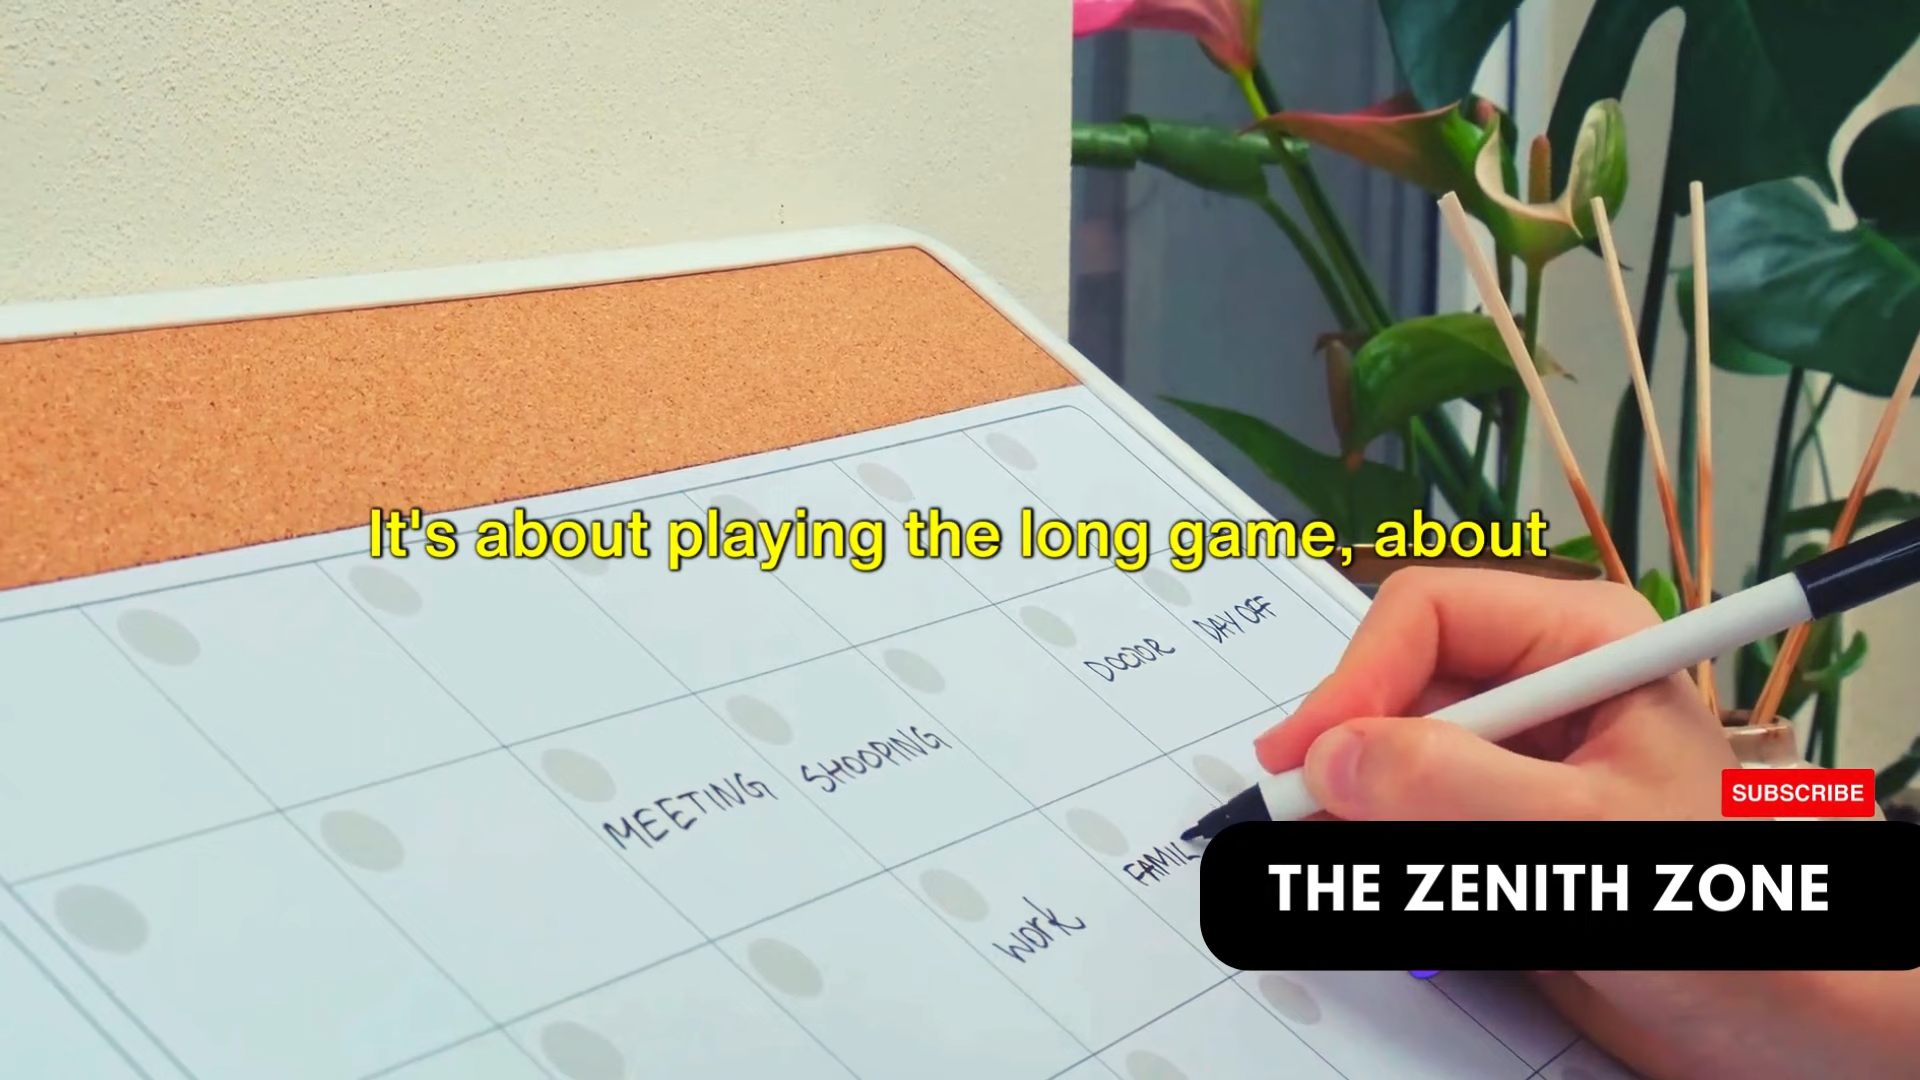 It's about playing the long game, about
DOCTOR
DAY OFF
MEETING
SHOOPING
FAMIL
work
SUBSCRIBE
THE ZENITH ZONE